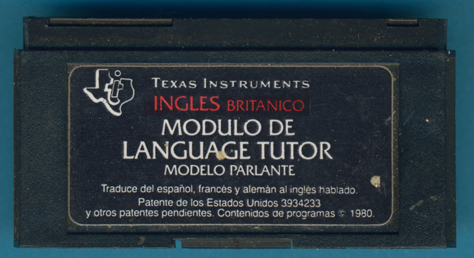 TEXAS INSTRUMENTS
INGLES BRITANICO
MODULO DE
LANGUAGE TUTOR
MODELO PARLANTE
Traduce del español, francés y alemán al inglés hablado.
Patente de los Estados Unidos 3934233
y otros patentes pendientes. Contenidos de programas © 1980.